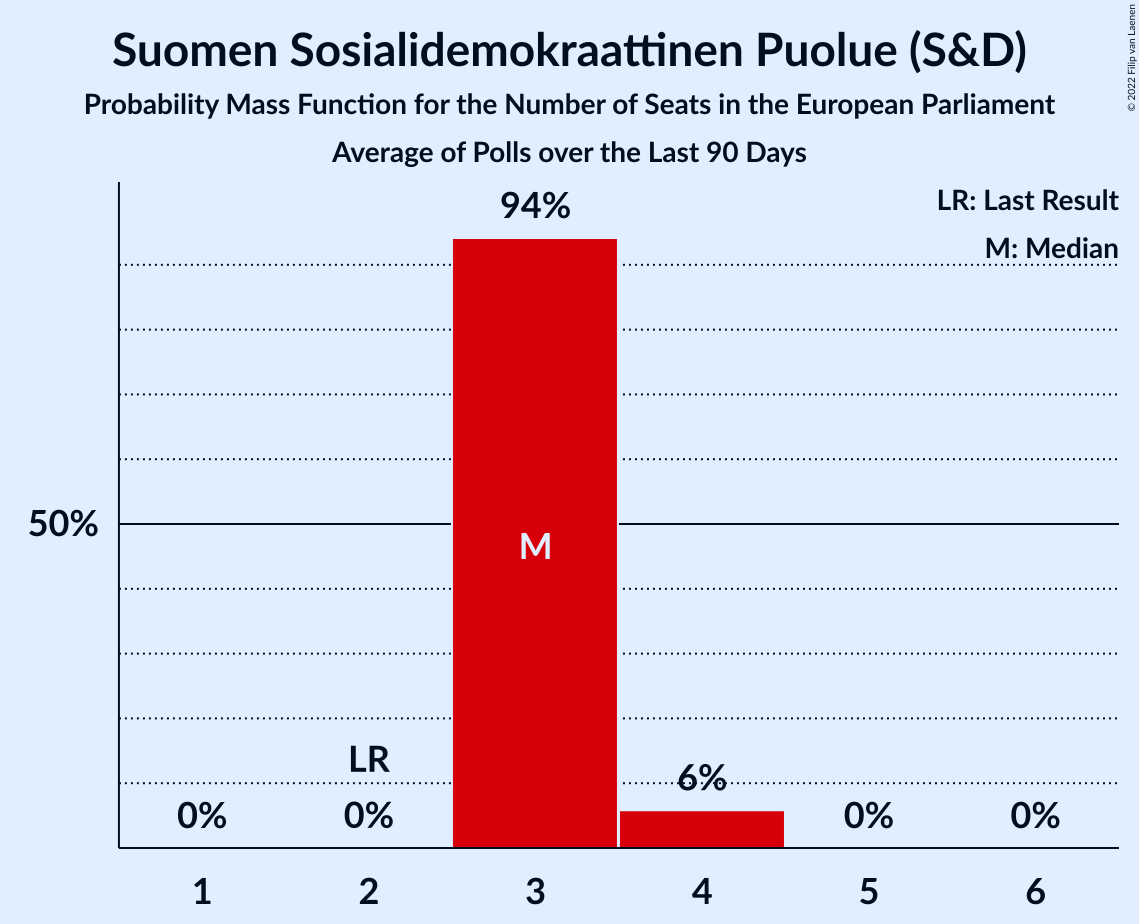 Suomen Sosialidemokraattinen Puolue (S&D)
Probability Mass Function for the Number of Seats in the European Parliament
Average of Polls over the Last 90 Days
© 2022 Filip van Laenen
LR: Last Result
M: Median
94%
50%
M
LR
6%
0% 0% 0% 0%
1 2 3 4 5 6